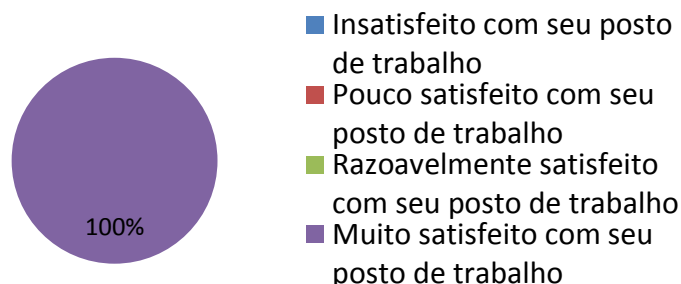 Insatisfeito com seu posto
de trabalho
Pouco satisfeito com seu
posto de trabalho
Razoavelmente satisfeito
com seu posto de trabalho
Muito satisfeito com seu
posto de trabalho
100%